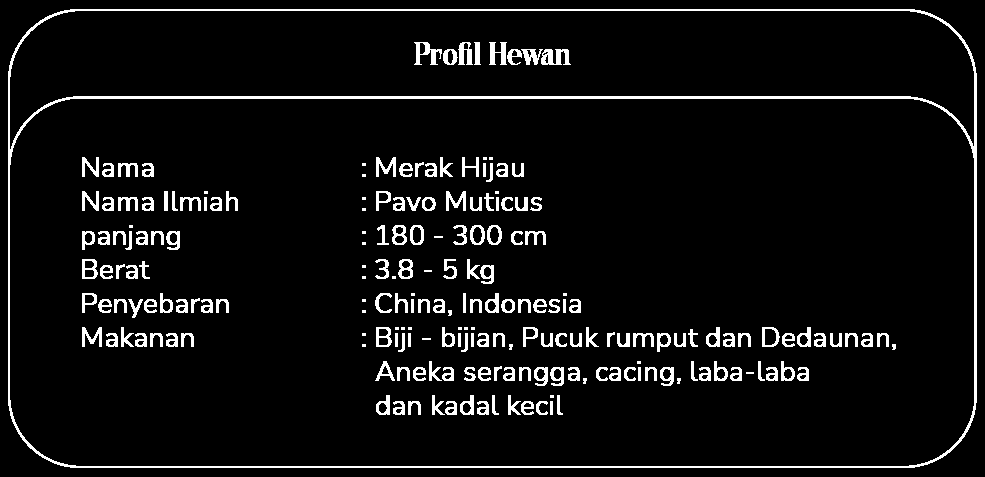 Profil Hewan
Nama : Merak Hijau
Nama Ilmiah : Pavo Muticus
panjang : 180 - 300 cm
Berat : 3.8 - 5 kg
Penyebaran : China, Indonesia
Makanan : Biji - bijian, Pucuk rumput dan Dedaunan,
Aneka serangga, cacing, laba-laba
dan kadal kecil